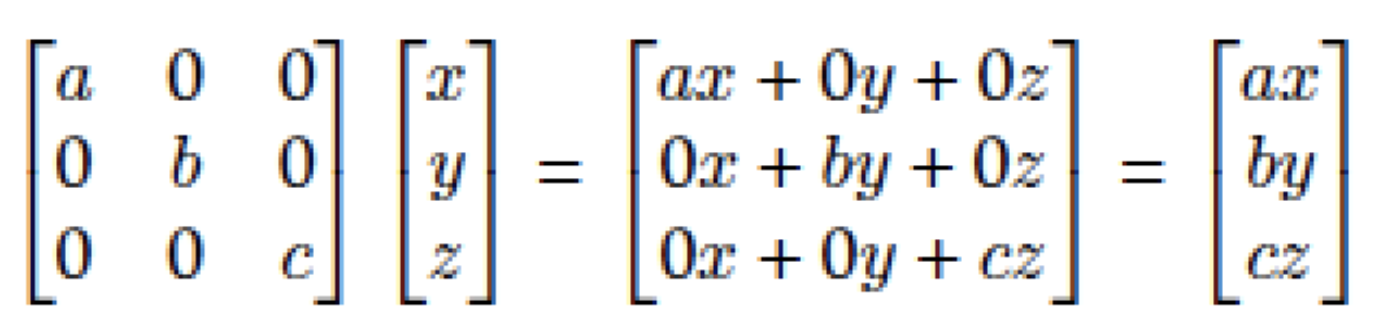 [a 0 0] [x] = [ax + 0y + 0z] = [ax]
[0 b 0] [y] = [0x + by + 0z] = [by]
[0 0 c] [z] = [0x + 0y + cz] = [cz]